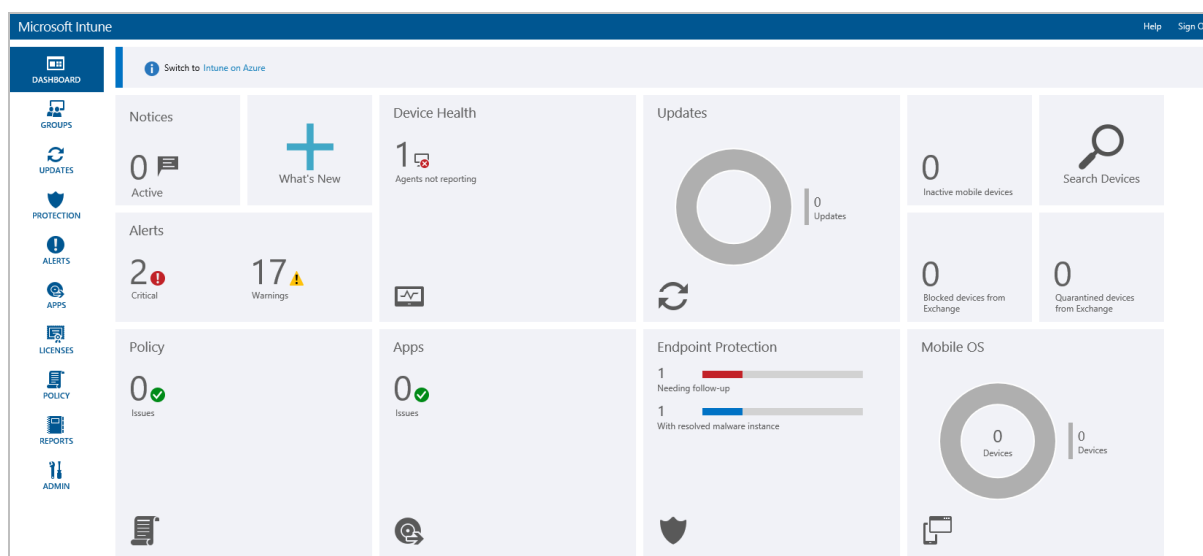 Microsoft Intune
Help
Sign O
DASHBOARD
GROUPS
UPDATES
PROTECTION
ALERTS
APPS
LICENSES
POLICY
REPORTS
ADMIN
Switch to Intune on Azure
Notices
0
Active
What's New
Alerts
2
Critical
17
Warnings
Device Health
1
Agents not reporting
Updates
0
Updates
0
Inactive mobile devices
Search Devices
0
Blocked devices from
Exchange
0
Quarantined devices
from Exchange
Policy
0
Issues
Apps
0
Issues
Endpoint Protection
1
Needing follow-up
1
With resolved malware instance
Mobile OS
0
Devices
0
Devices